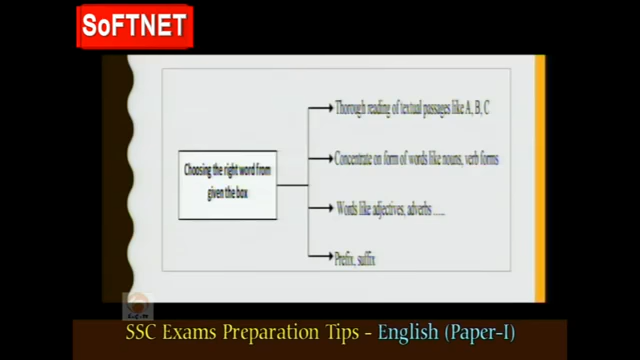 SoFTNET
Thorough reading of textual passages like A, B, C
Concentrate on form of words like nouns, verb forms
Choosing the right word from
given the box
Words like adjectives, adverbs .....
Prefix, suffix
SSC Exams Preparation Tips - English (Paper-I)